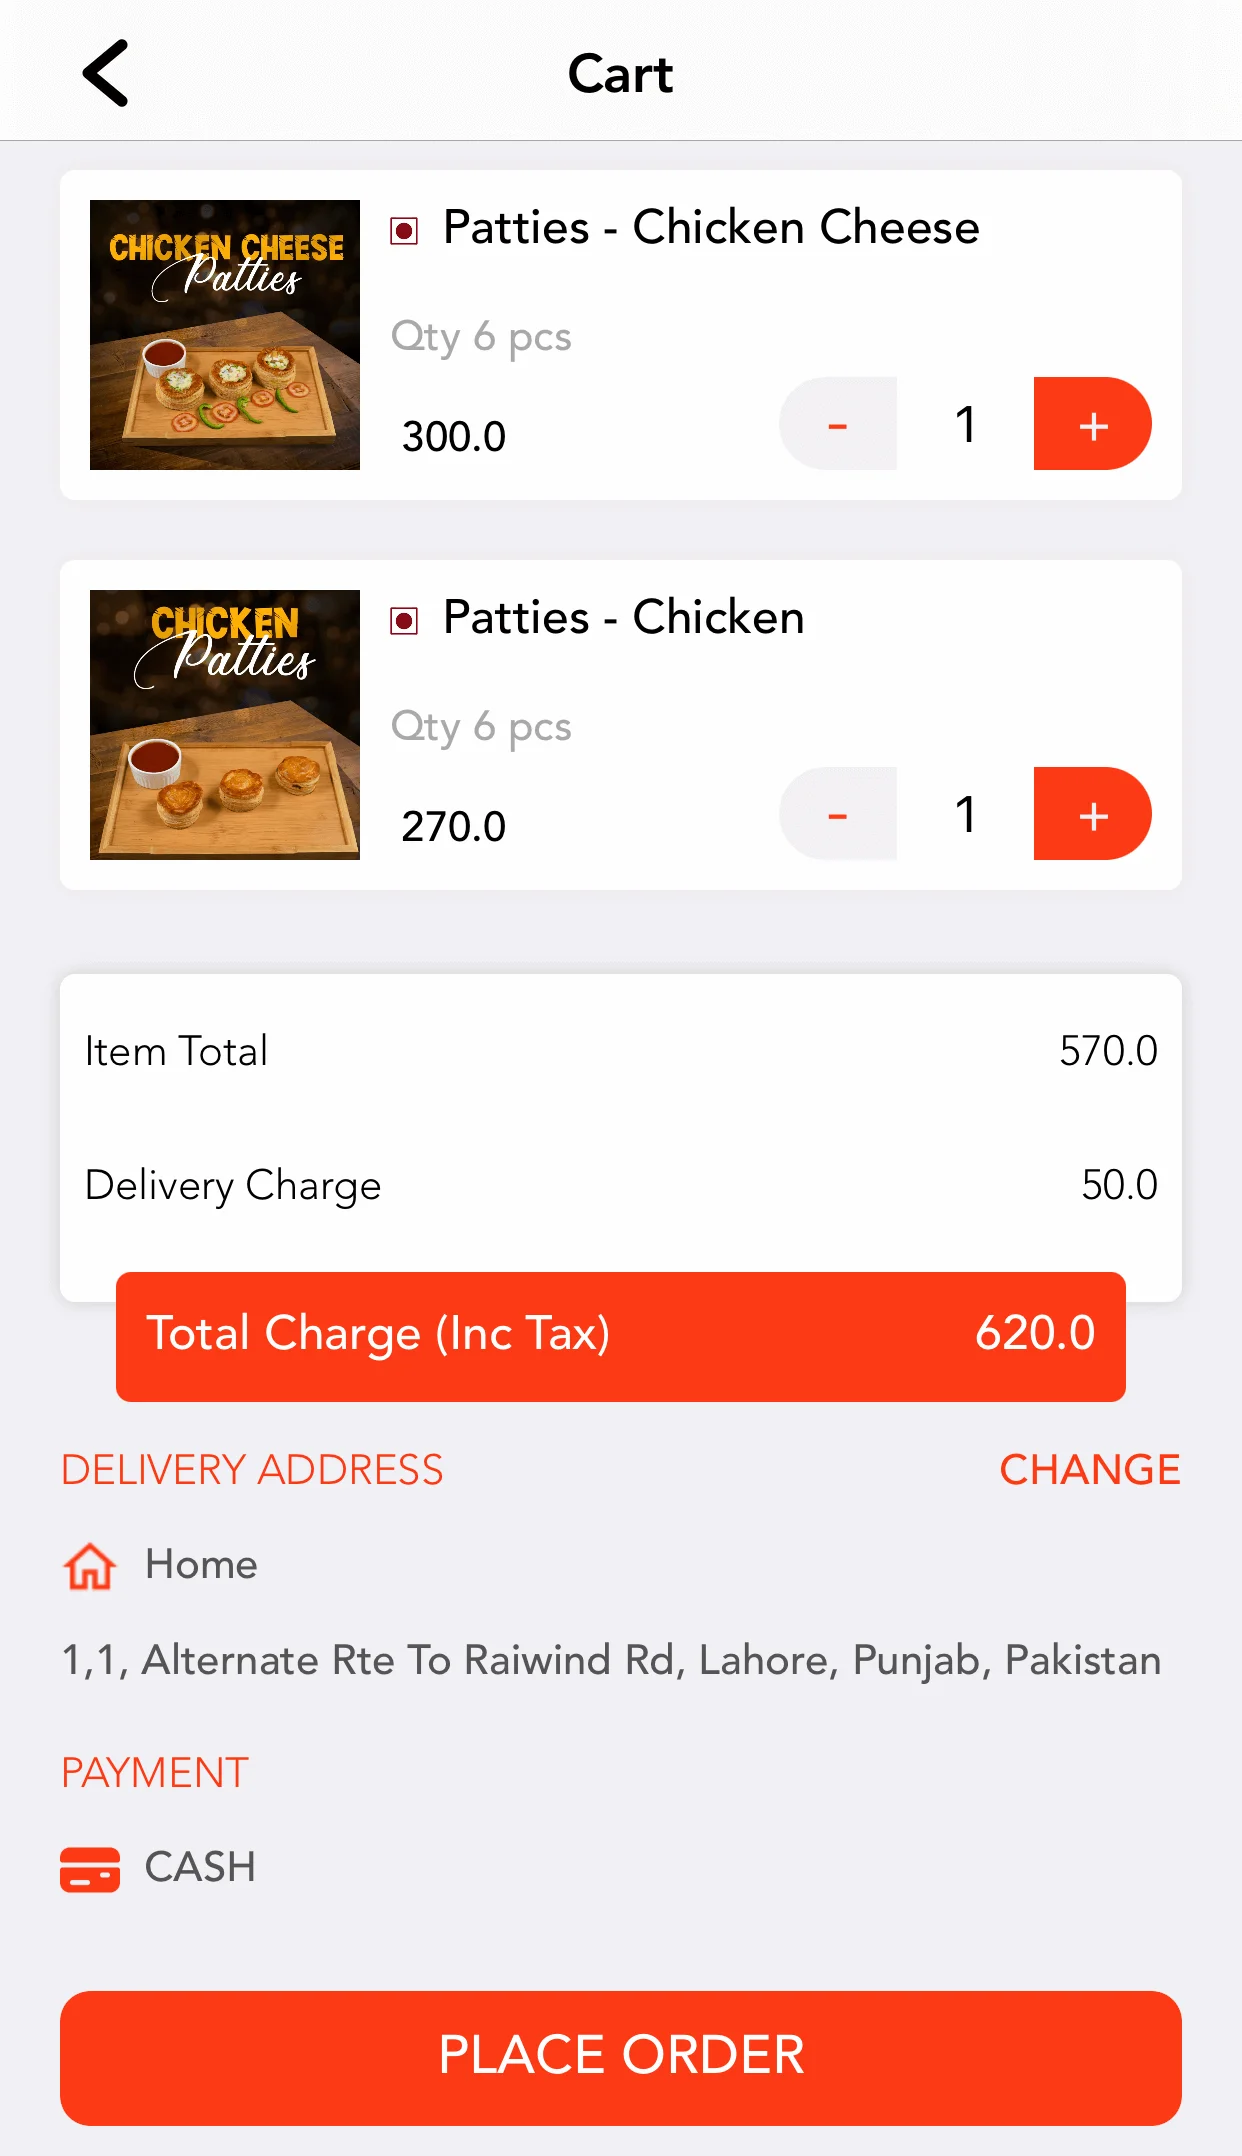 Cart
CHICKEN CHEESE
Patties
Patties - Chicken Cheese
Qty 6 pcs
300.0
- 1 +
CHICKEN
Patties
Patties - Chicken
Qty 6 pcs
270.0
- 1 +
Item Total 570.0
Delivery Charge 50.0
Total Charge (Inc Tax) 620.0
DELIVERY ADDRESS CHANGE
Home
1,1, Alternate Rte To Raiwind Rd, Lahore, Punjab, Pakistan
PAYMENT
CASH
PLACE ORDER